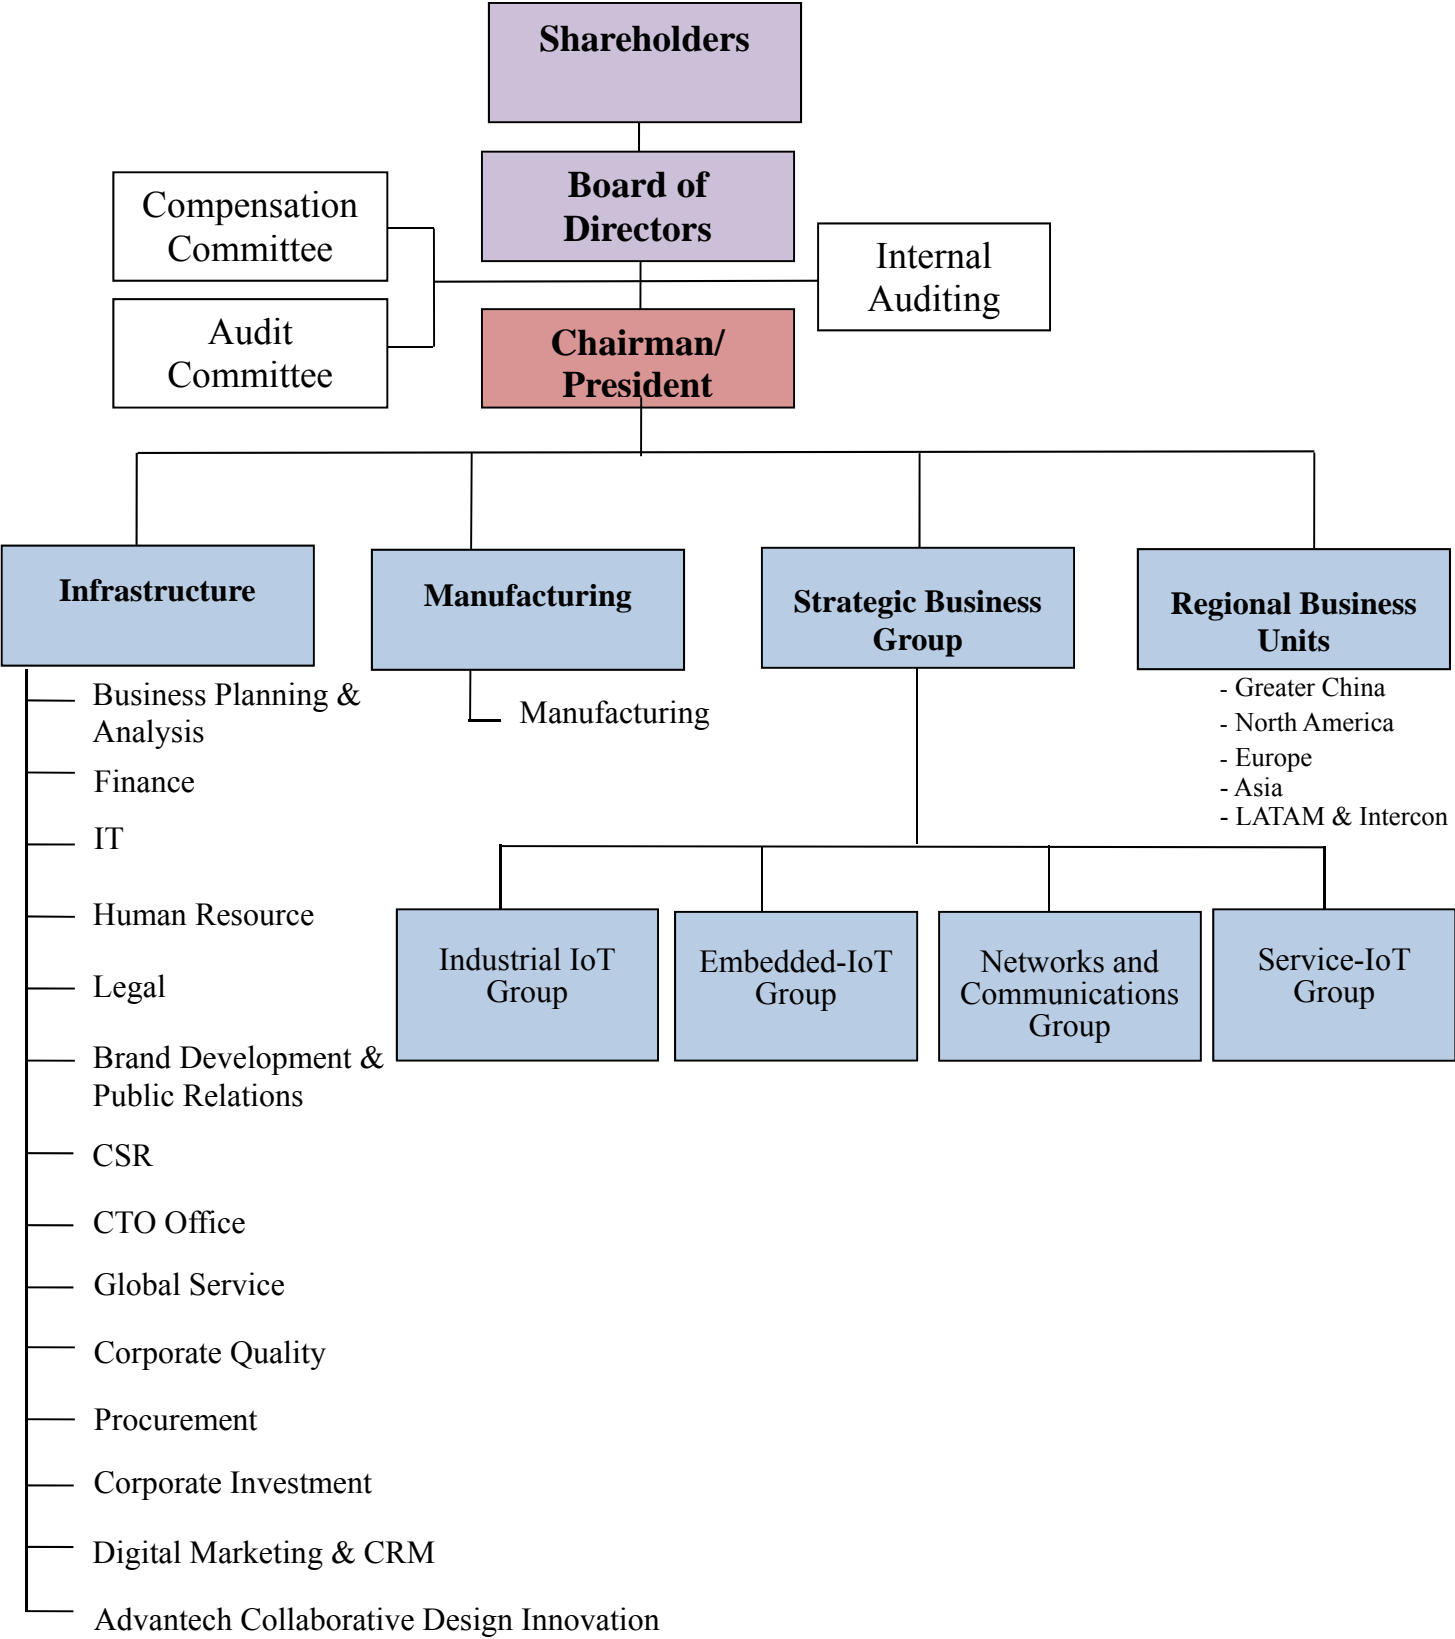 Shareholders
Board of
Directors
Compensation
Committee
Internal
Auditing
Audit
Committee
Chairman/
President
Infrastructure
Manufacturing
Strategic Business
Group
Regional Business
Units
Business Planning &
Analysis
Finance
IT
Human Resource
Legal
Brand Development &
Public Relations
CSR
CTO Office
Global Service
Corporate Quality
Procurement
Corporate Investment
Digital Marketing & CRM
Advantech Collaborative Design Innovation
Manufacturing
- Greater China
- North America
- Europe
- Asia
- LATAM & Intercon
Industrial IoT
Group
Embedded-IoT
Group
Networks and
Communications
Group
Service-IoT
Group